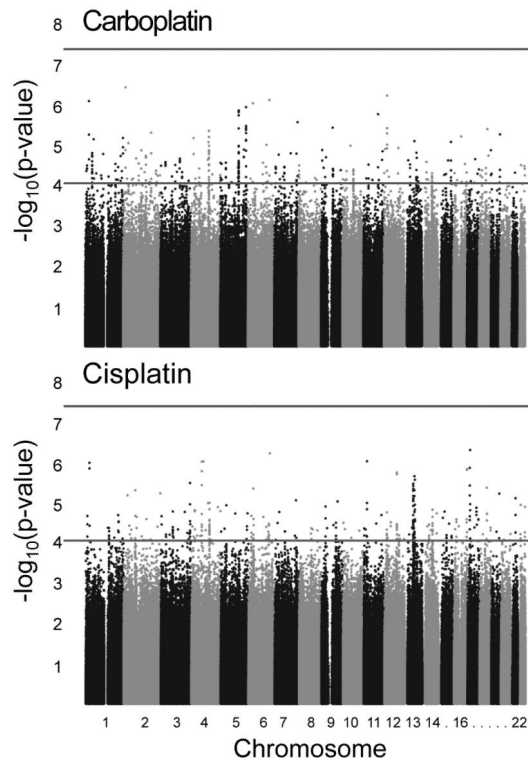 8 Carboplatin
7
6
5
4
3
2
1
-log10(p-value)
8 Cisplatin
7
6
5
4
3
2
1
-log10(p-value)
1 2 3 4 5 6 7 8 9 10 11 12 13 14 . 16 . . . . . 22
Chromosome